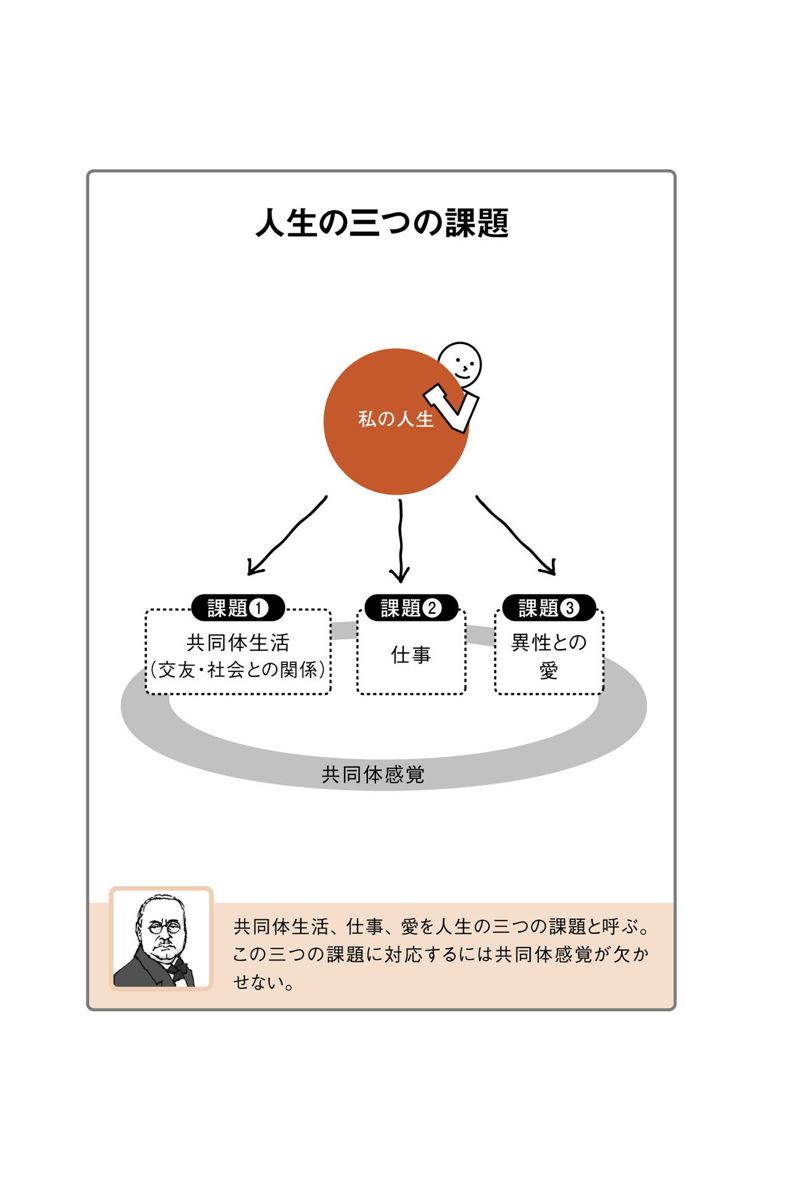 人生の三つの課題
私の人生
課題❶
共同体生活
（交友・社会との関係）
課題❷
仕事
課題❸
異性との
愛
共同体感覚
共同体生活、仕事、愛を人生の三つの課題と呼ぶ。
この三つの課題に対応するには共同体感覚が欠か
せない。